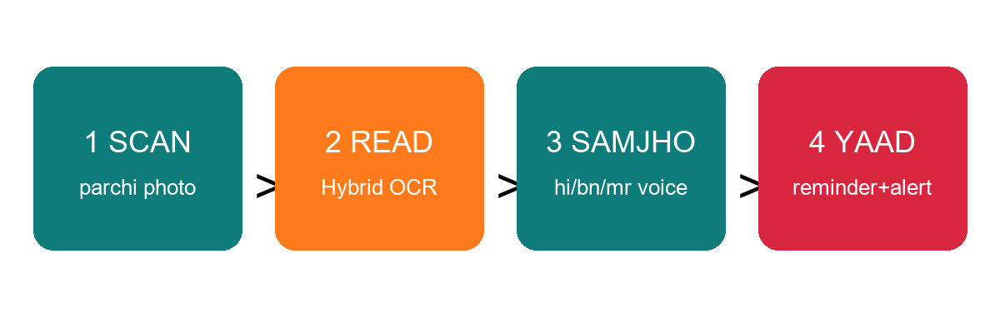 1 SCAN
parchi photo
>
2 READ
Hybrid OCR
>
3 SAMJHO
hi/bn/mr voice
>
4 YAAD
reminder+alert